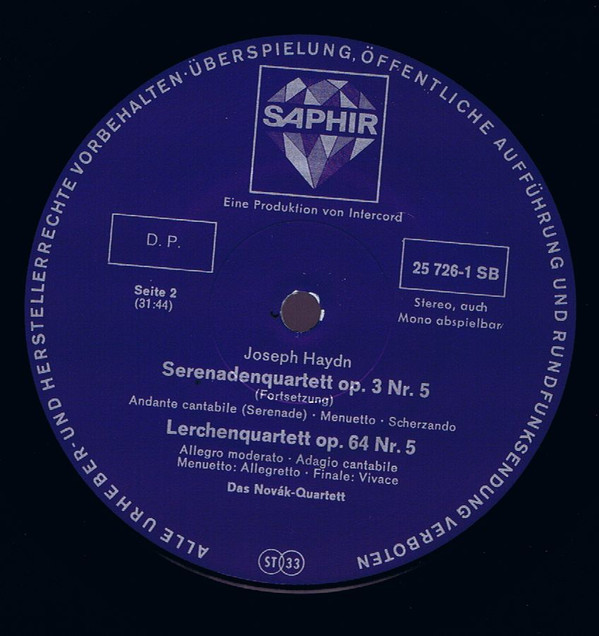 ALLE URHEBER- UND HERSTELLERRECHTE VORBEHALTEN · ÜBERSPIELUNG, ÖFFENTLICHE AUFFÜHRUNG UND RUNDFUNKSENDUNG VERBOTEN
SAPHIR
Eine Produktion von Intercord
D. P.
25 726-1 SB
Seite 2
(31:44)
Stereo, auch
Mono abspielbar
Joseph Haydn
Serenadenquartett op. 3 Nr. 5
(Fortsetzung)
Andante cantabile (Serenade) · Menuetto · Scherzando
Lerchenquartett op. 64 Nr. 5
Allegro moderato · Adagio cantabile
Menuetto: Allegretto · Finale: Vivace
Das Novák-Quartett
ST 33